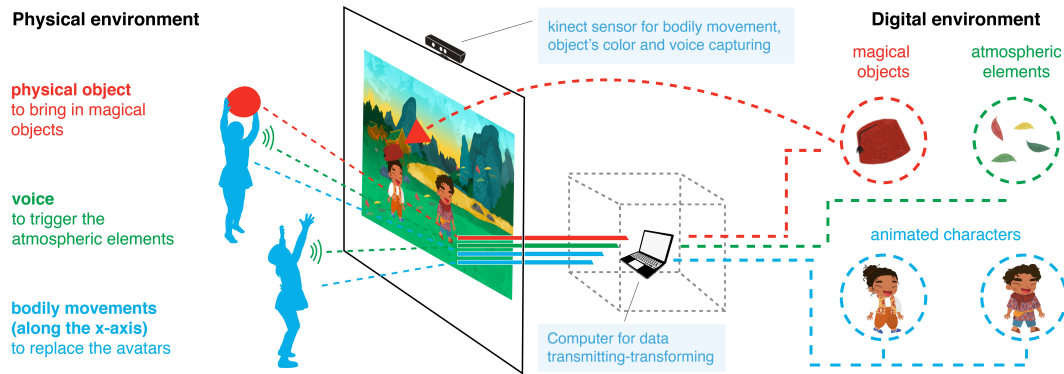 Physical environment
kinect sensor for bodily movement,
object's color and voice capturing
Digital environment
magical
objects
atmospheric
elements
physical object
to bring in magical
objects
voice
to trigger the
atmospheric elements
animated characters
bodily movements
(along the x-axis)
to replace the avatars
Computer for data
transmitting-transforming